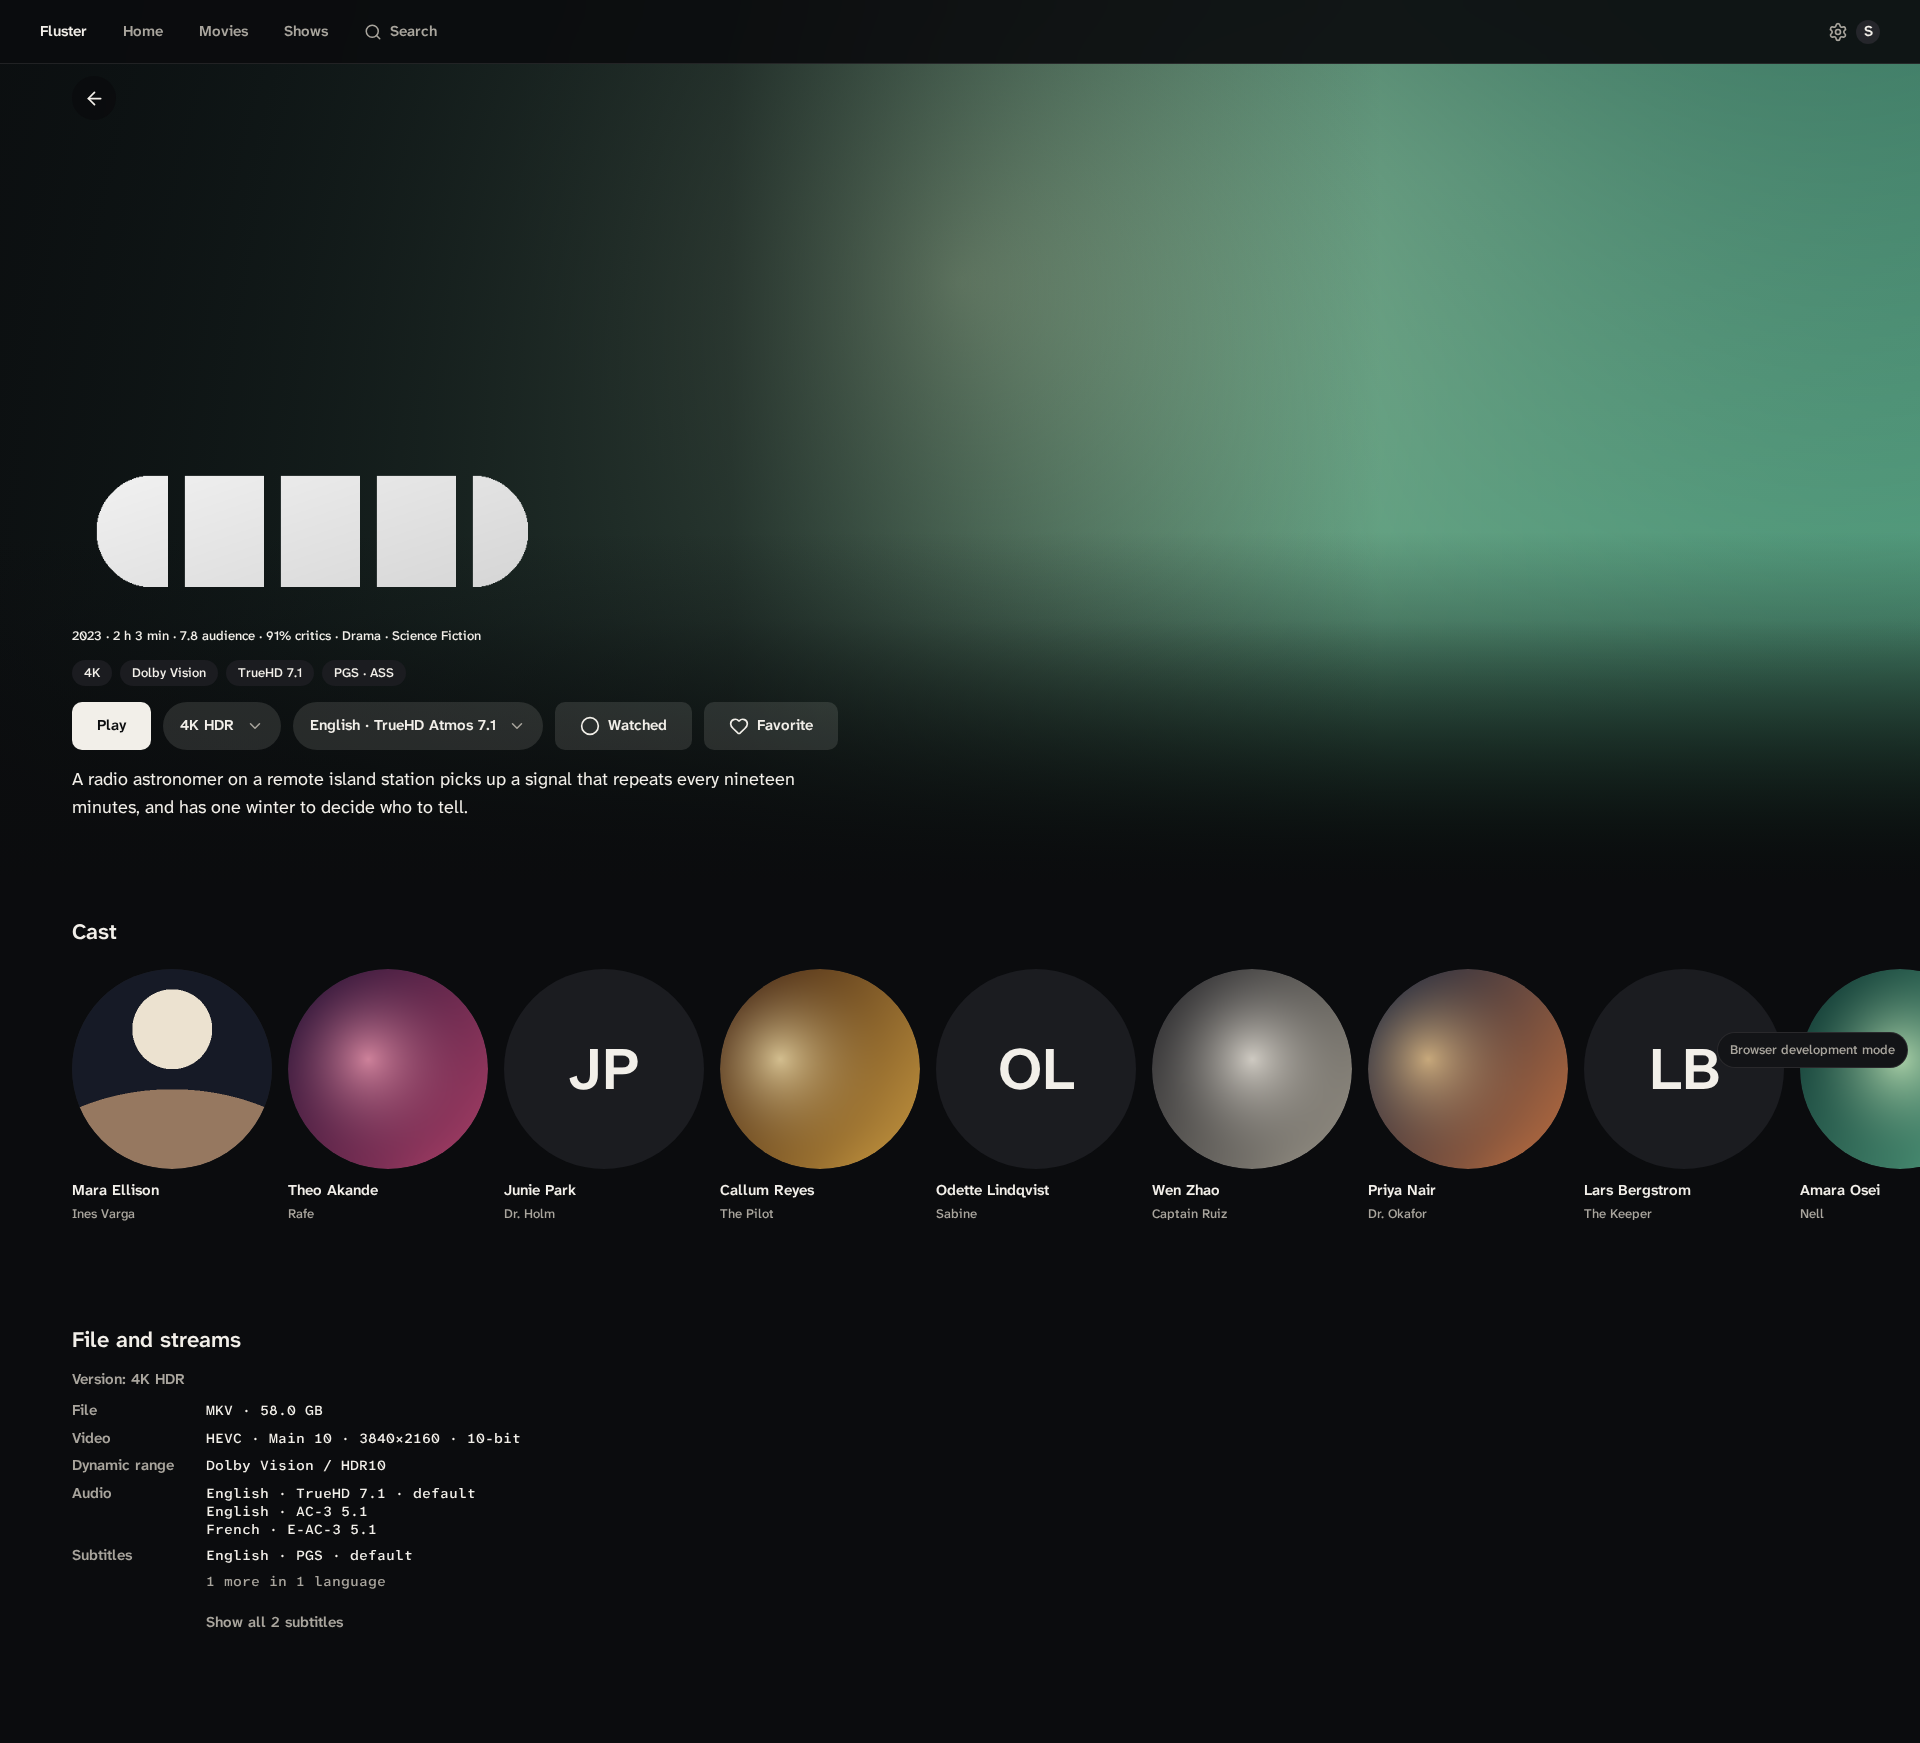 Fluster Home Movies Shows Search S
2023 · 2 h 3 min · 7.8 audience · 91% critics · Drama · Science Fiction
4K Dolby Vision TrueHD 7.1 PGS · ASS
Play 4K HDR English · TrueHD Atmos 7.1 Watched Favorite
A radio astronomer on a remote island station picks up a signal that repeats every nineteen
minutes, and has one winter to decide who to tell.
Cast
JP OL LB Browser development mode
Mara Ellison Theo Akande Junie Park Callum Reyes Odette Lindqvist Wen Zhao Priya Nair Lars Bergstrom Amara Osei
Ines Varga Rafe Dr. Holm The Pilot Sabine Captain Ruiz Dr. Okafor The Keeper Nell
File and streams
Version: 4K HDR
File MKV · 58.0 GB
Video HEVC · Main 10 · 3840×2160 · 10-bit
Dynamic range Dolby Vision / HDR10
Audio English · TrueHD 7.1 · default
English · AC-3 5.1
French · E-AC-3 5.1
Subtitles English · PGS · default
1 more in 1 language
Show all 2 subtitles